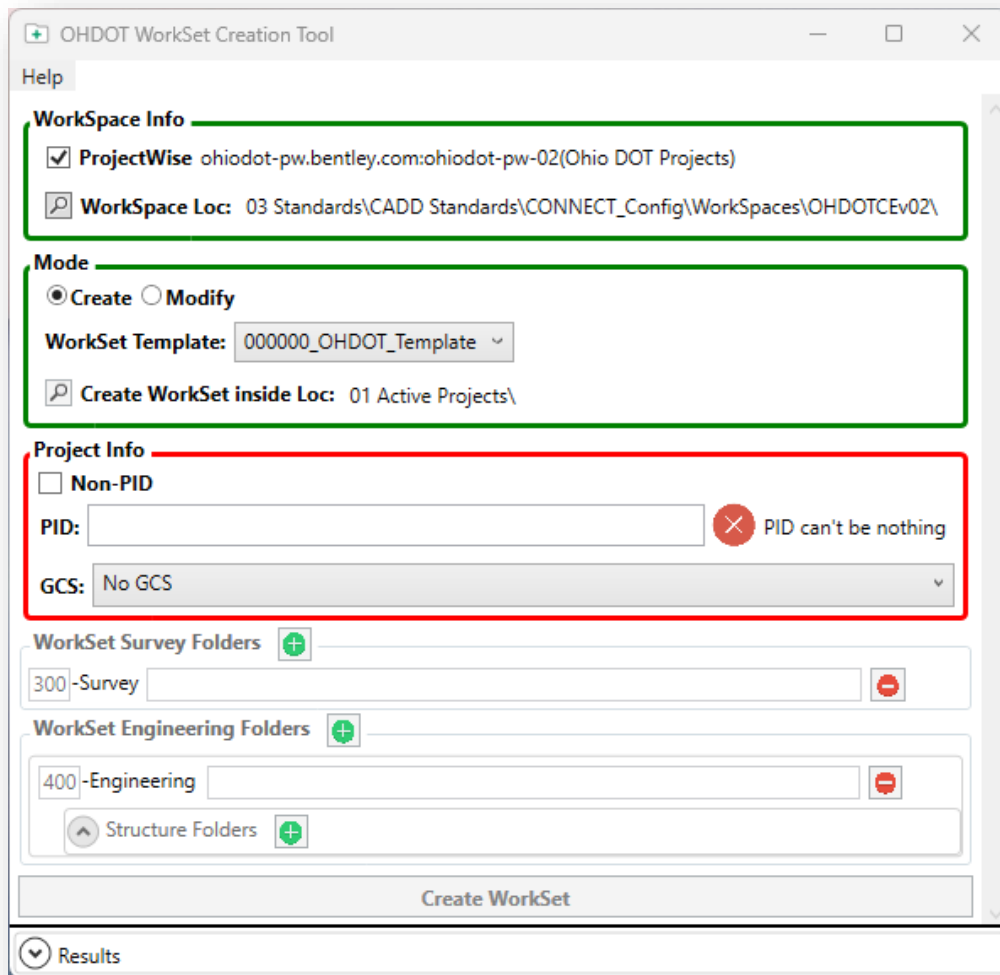 OHDOT WorkSet Creation Tool
Help
WorkSpace Info
ProjectWise ohiodot-pw.bentley.com:ohiodot-pw-02(Ohio DOT Projects)
WorkSpace Loc: 03 Standards\CADD Standards\CONNECT_Config\WorkSpaces\OHDOTCEv02\
Mode
Create Modify
WorkSet Template: 000000_OHDOT_Template
Create WorkSet inside Loc: 01 Active Projects\
Project Info
Non-PID
PID: PID can't be nothing
GCS: No GCS
WorkSet Survey Folders
300 -Survey
WorkSet Engineering Folders
400 -Engineering
Structure Folders
Create WorkSet
Results